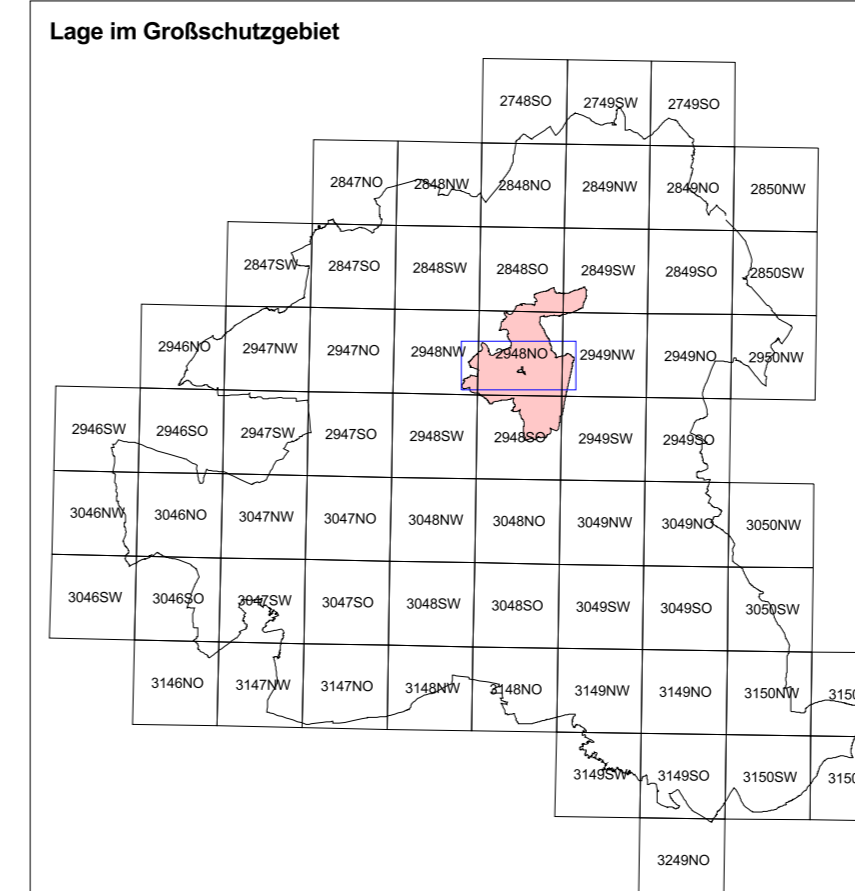 Lage im Großschutzgebiet
2748SO 2749SW 2749SO
2847NO 2848NW 2848NO 2849NW 2849NO 2850NW
2847SW 2847SO 2848SW 2848SO 2849SW 2849SO 2850SW
2946NO 2947NW 2947NO 2948NW 2948NO 2949NW 2949NO 2950NW
2946SW 2946SO 2947SW 2947SO 2948SW 2948SO 2949SW 2949SO
3046NW 3046NO 3047NW 3047NO 3048NW 3048NO 3049NW 3049NO 3050NW
3046SW 3046SO 3047SW 3047SO 3048SW 3048SO 3049SW 3049SO 3050SW
3146NO 3147NW 3147NO 3148NW 3148NO 3149NW 3149NO 3150NW 3150
3149SW 3149SO 3150SW 3150
3249NO